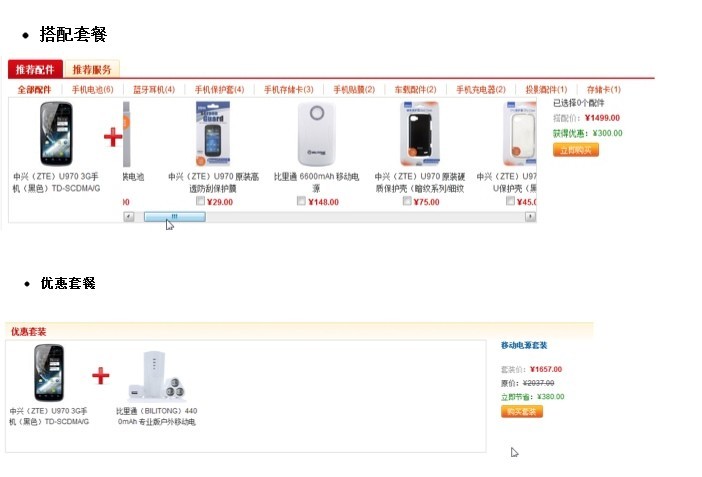 搭配套餐
推荐配件 推荐服务
全部配件 手机电池(6) 蓝牙耳机(4) 手机保护套(4) 手机存储卡(3) 手机贴膜(2) 车载配件(2) 手机充电器(2) 投影配件(1) 存储卡(1)
已选择0个配件
搭配价：¥1499.00
获得优惠：¥300.00
立即购买
中兴（ZTE）U970 3G手
机（黑色）TD-SCDMA/G
装电池
中兴（ZTE）U970 原装高
透防刮保护膜
¥29.00
比里通 6600mAh 移动电
源
¥148.00
中兴（ZTE）U970 原装硬
质保护壳（暗纹系列/细纹
¥75.00
中兴（ZTE）U97
U保护壳（黑
¥45.0
优惠套餐
优惠套装
中兴（ZTE）U970 3G手
机（黑色）TD-SCDMA/G
比里通（BILITONG）440
0mAh 专业版户外移动电
移动电源套装
套装价：¥1657.00
原价：¥2037.00
立即节省：¥380.00
购买套装